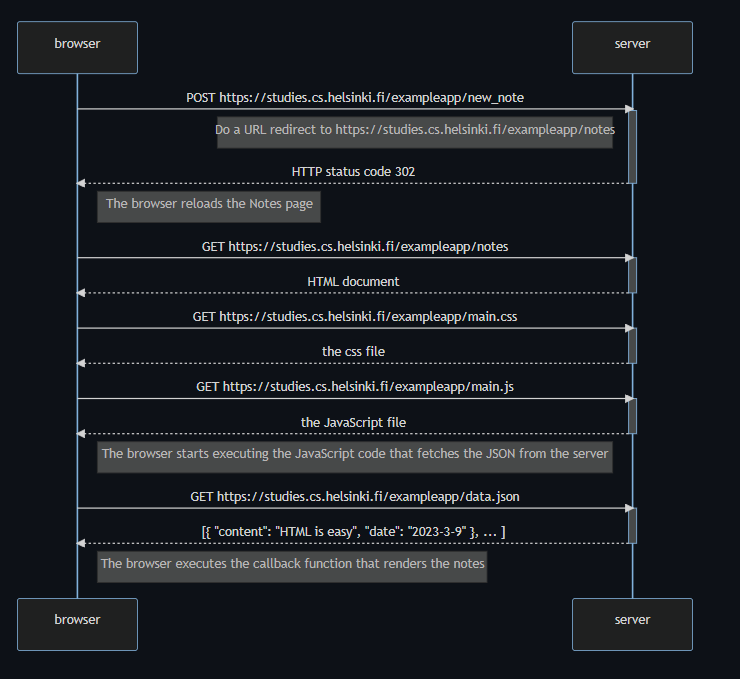 browser
server
POST https://studies.cs.helsinki.fi/exampleapp/new_note
Do a URL redirect to https://studies.cs.helsinki.fi/exampleapp/notes
HTTP status code 302
The browser reloads the Notes page
GET https://studies.cs.helsinki.fi/exampleapp/notes
HTML document
GET https://studies.cs.helsinki.fi/exampleapp/main.css
the css file
GET https://studies.cs.helsinki.fi/exampleapp/main.js
the JavaScript file
The browser starts executing the JavaScript code that fetches the JSON from the server
GET https://studies.cs.helsinki.fi/exampleapp/data.json
[{ "content": "HTML is easy", "date": "2023-3-9" }, ... ]
The browser executes the callback function that renders the notes
browser
server